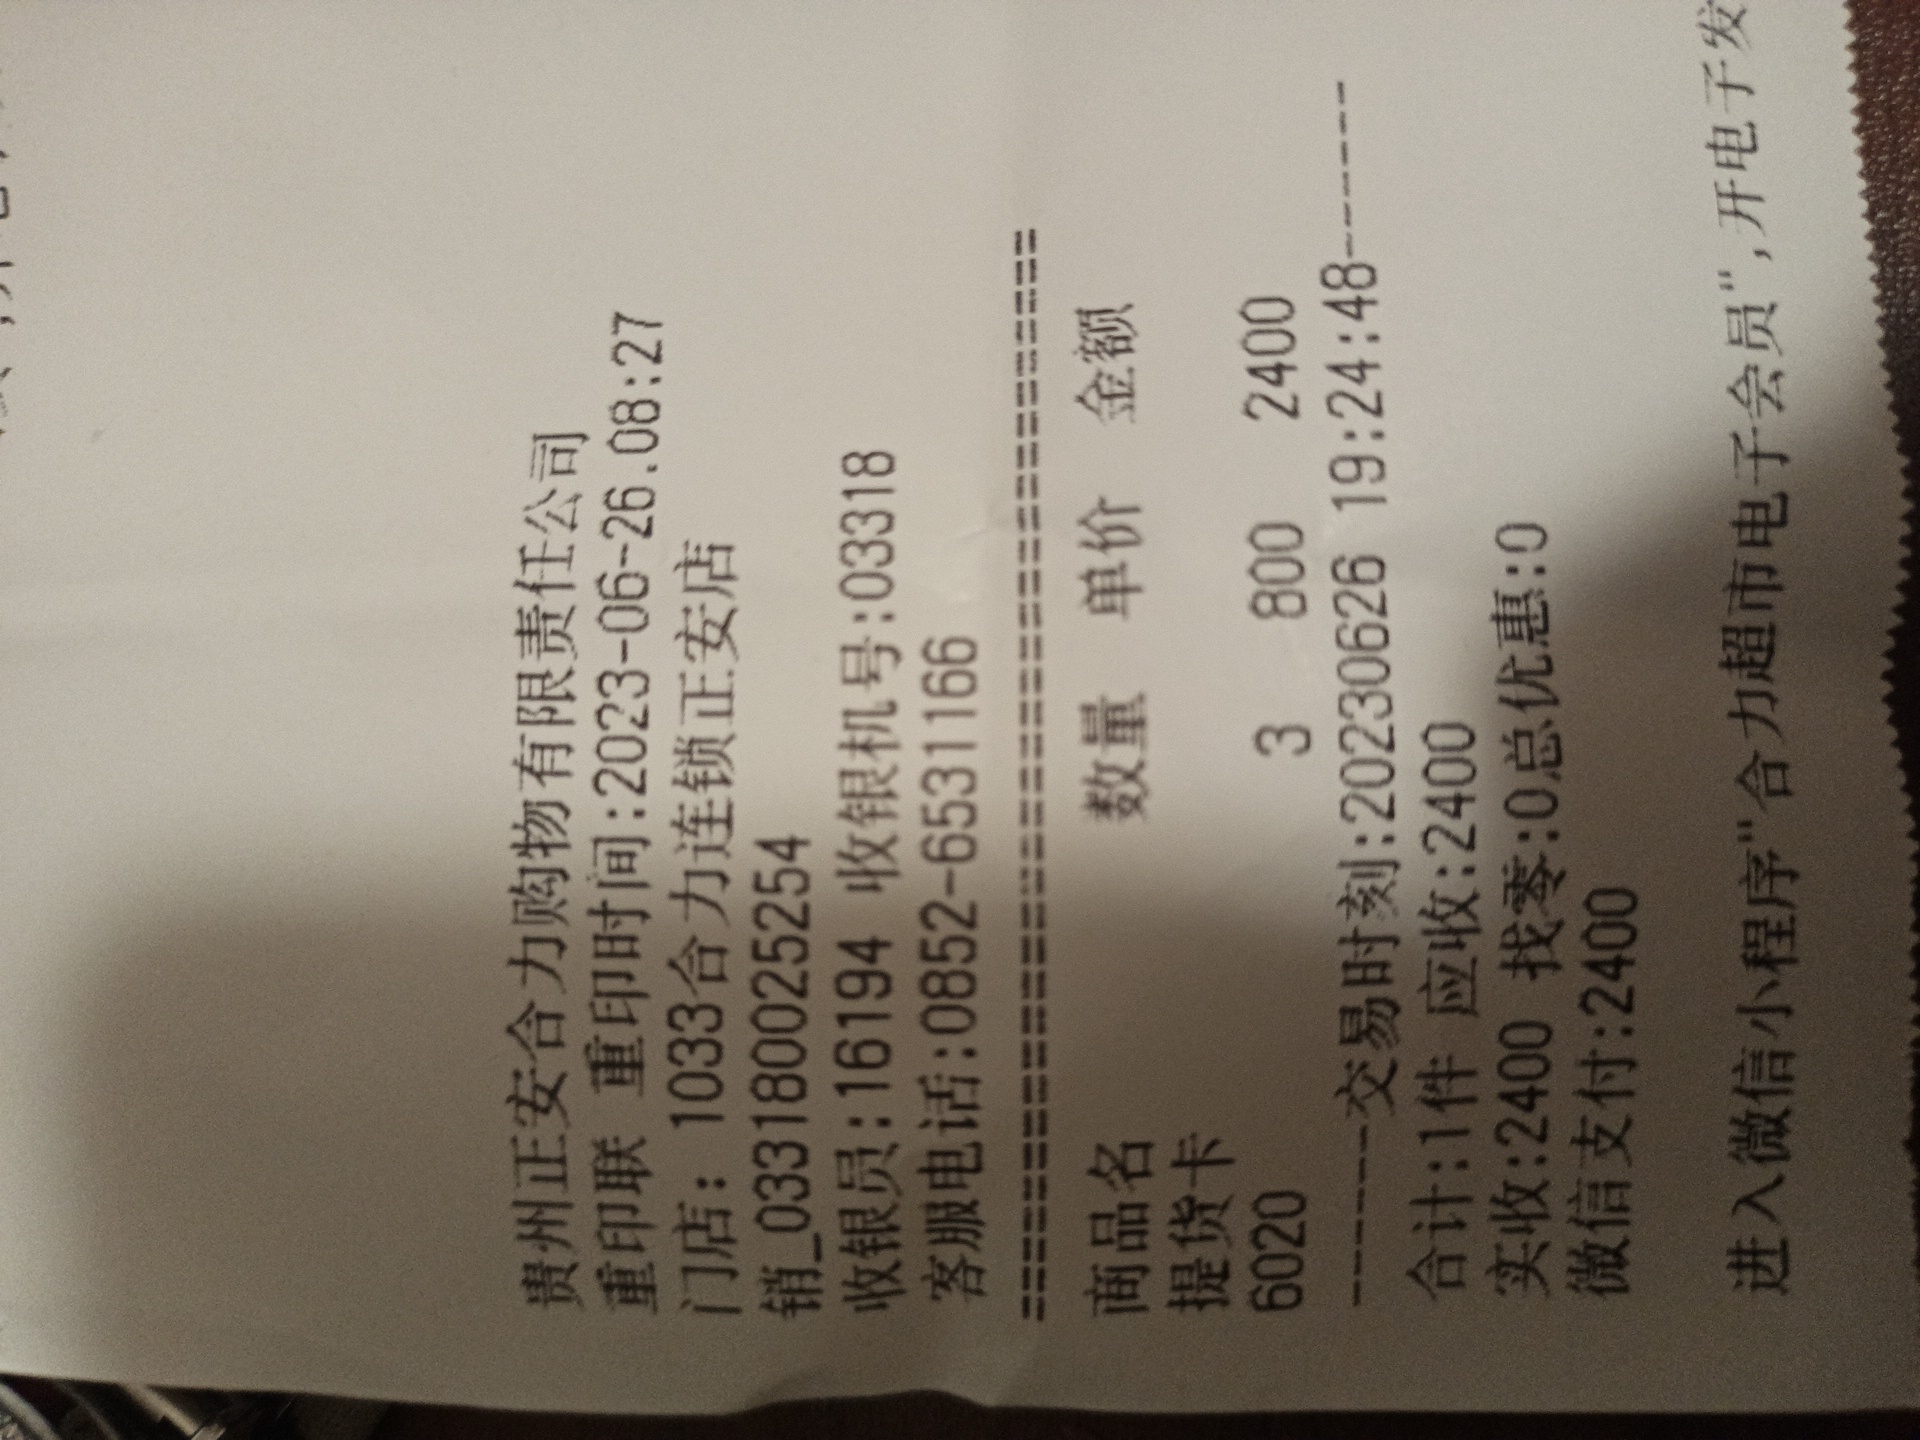 贵州正安合力购物有限责任公司
重印联 重印时间:2023-06-26.08:27
门店: 1033合力连锁正安店
销_0331800025254
收银员:16194 收银机号:03318
客服电话:0852-6531166
==========================================
商品名 数量 单价 金额
提货卡
6020 3 800 2400
--------交易时刻:20230626 19:24:48--------
合计:1件 应收:2400
实收:2400 找零:0总优惠:0
微信支付:2400
进入微信小程序"合力超市电子会员",开电子发